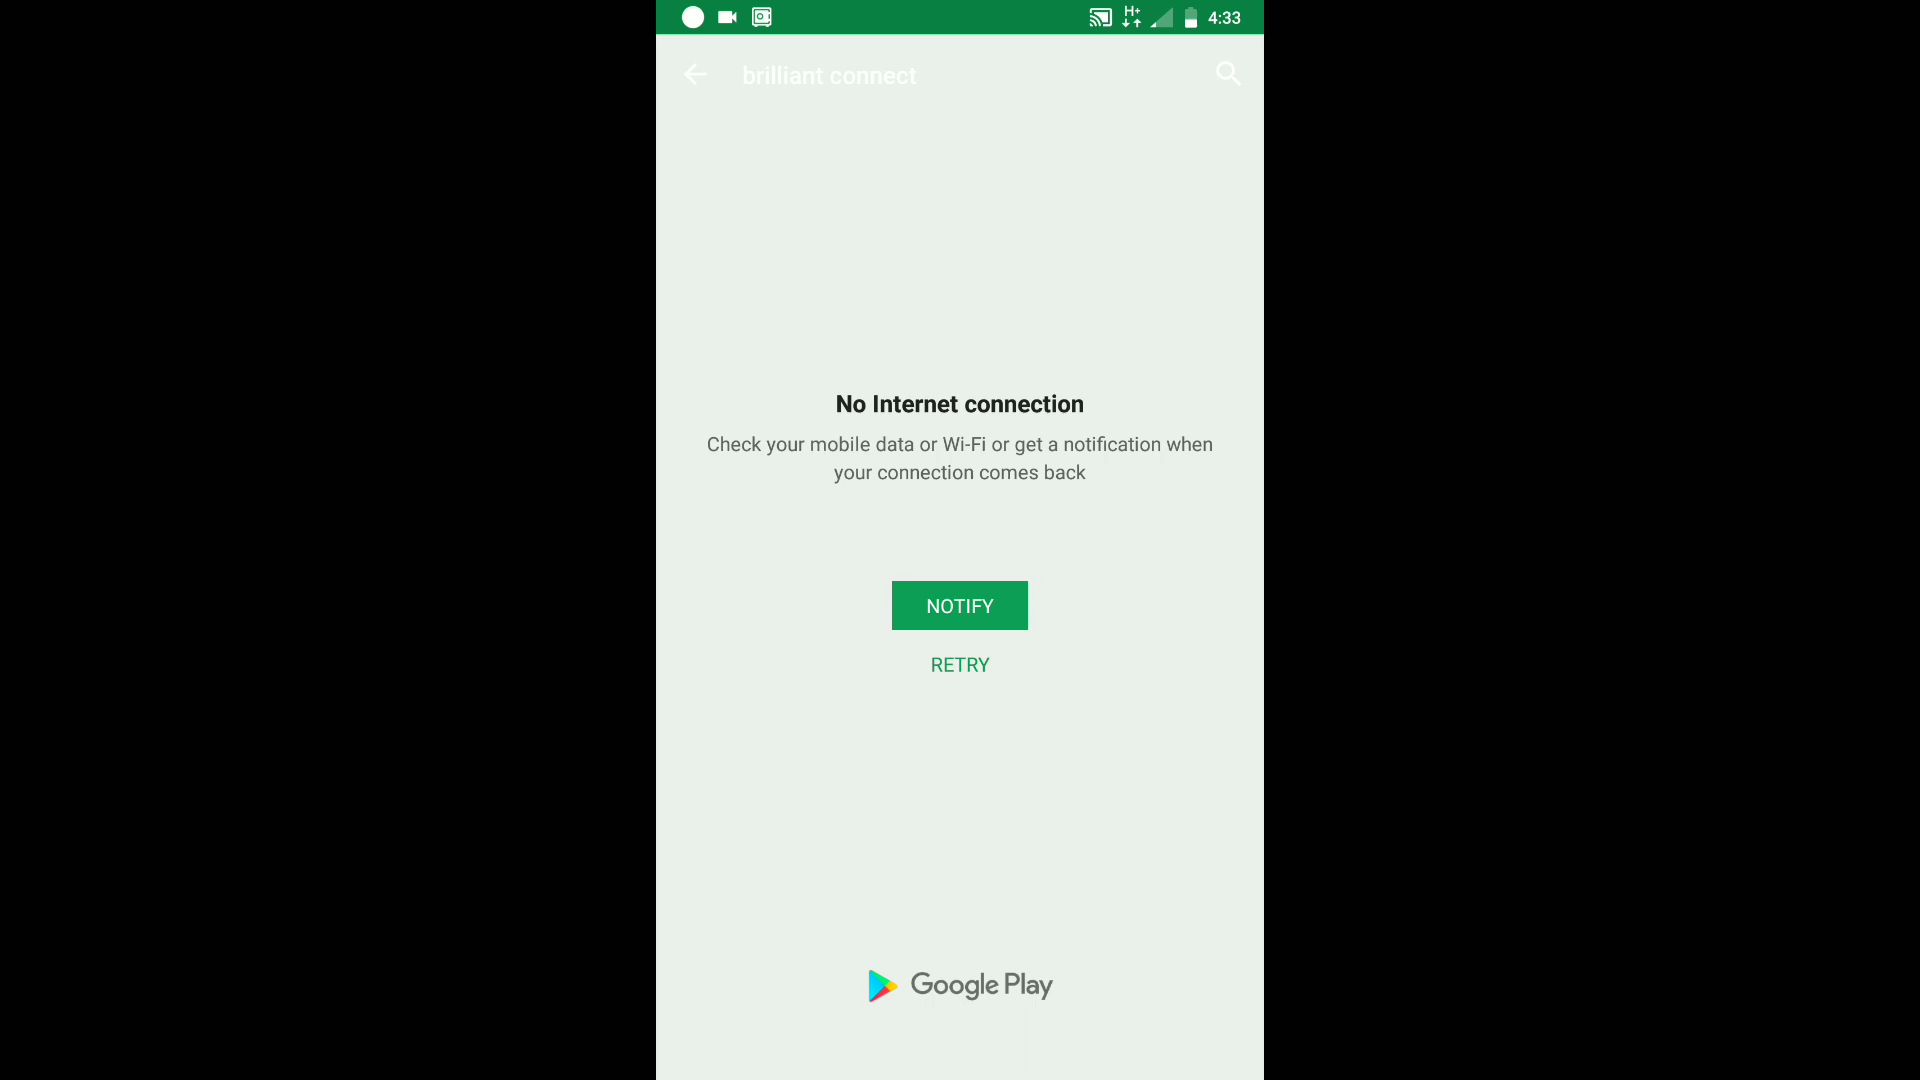 H+ 4:33
brilliant connect
No Internet connection
Check your mobile data or Wi-Fi or get a notification when
your connection comes back
NOTIFY
RETRY
Google Play